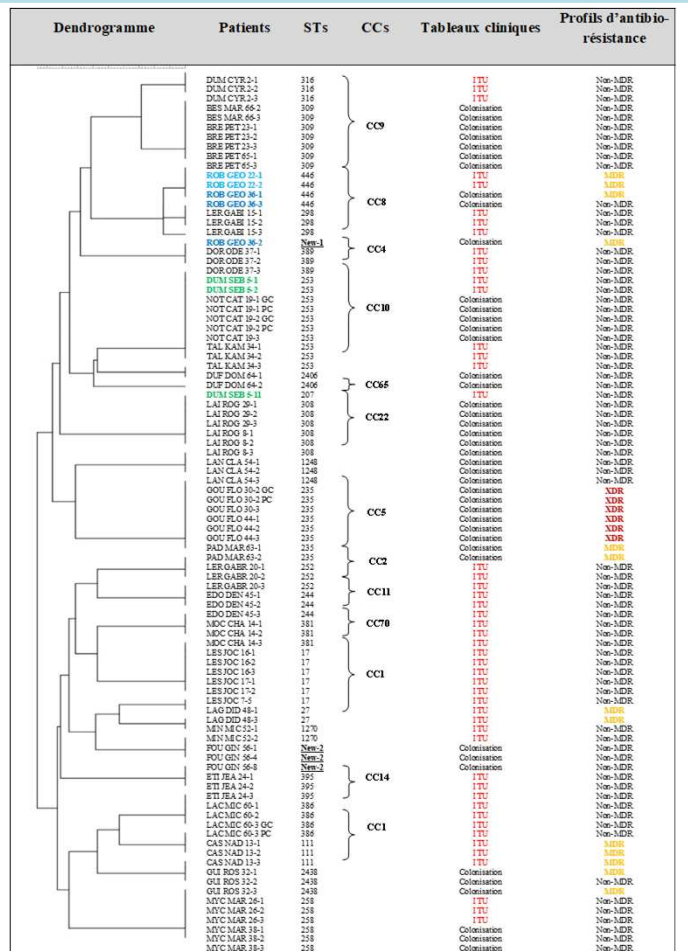 Dendrogramme Patients STs CCs Tableaux cliniques Profils d'antibio-résistance
DUM CYR 2-1 316 ITU Non-MDR
DUM CYR 2-2 316 ITU Non-MDR
DUM CYR 2-3 316 ITU Non-MDR
BES MAR 66-2 309 Colonisation Non-MDR
BES MAR 66-3 309 Colonisation Non-MDR
CC9
BRE PET 23-1 309 Colonisation Non-MDR
BRE PET 23-2 309 Colonisation Non-MDR
BRE PET 23-3 309 Colonisation Non-MDR
BRE PET 65-1 309 Colonisation Non-MDR
BRE PET 65-3 309 Colonisation Non-MDR
ROB GEO 22-1 446 ITU MDR
ROB GEO 22-2 446 ITU MDR
ROB GEO 36-1 446 Colonisation MDR
CC8
ROB GEO 36-3 446 Colonisation Non-MDR
LER GABI 15-1 298 ITU Non-MDR
LER GABI 15-2 298 ITU Non-MDR
LER GABI 15-3 298 ITU Non-MDR
ROB GEO 36-2 New-1 Colonisation MDR
CC4
DOR ODE 37-1 389 ITU Non-MDR
DOR ODE 37-2 389 ITU Non-MDR
DOR ODE 37-3 389 ITU Non-MDR
DUM SEB 5-1 253 ITU Non-MDR
DUM SEB 5-2 253 ITU Non-MDR
NOT CAT 19-1 GC 253 Colonisation Non-MDR
NOT CAT 19-1 PC 253 CC10 Colonisation Non-MDR
NOT CAT 19-2 GC 253 Colonisation Non-MDR
NOT CAT 19-2 PC 253 Colonisation Non-MDR
NOT CAT 19-3 253 Colonisation Non-MDR
TAL KAM 34-1 253 ITU Non-MDR
TAL KAM 34-2 253 ITU Non-MDR
TAL KAM 34-3 253 ITU Non-MDR
DUF DOM 64-1 2406 Colonisation Non-MDR
DUF DOM 64-2 2406 CC65 Colonisation Non-MDR
DUM SEB 5-11 207 ITU Non-MDR
LAI ROG 29-1 308 Colonisation Non-MDR
LAI ROG 29-2 308 Colonisation Non-MDR
CC22
LAI ROG 29-3 308 Colonisation Non-MDR
LAI ROG 8-1 308 Colonisation Non-MDR
LAI ROG 8-2 308 Colonisation Non-MDR
LAI ROG 8-3 308 Colonisation Non-MDR
LAN CLA 54-1 1248 Colonisation Non-MDR
LAN CLA 54-2 1248 Colonisation Non-MDR
LAN CLA 54-3 1248 Colonisation Non-MDR
GOU FLO 30-2 GC 235 Colonisation XDR
GOU FLO 30-2 PC 235 Colonisation XDR
GOU FLO 30-3 235 Colonisation XDR
CC5
GOU FLO 44-1 235 Colonisation XDR
GOU FLO 44-2 235 Colonisation XDR
GOU FLO 44-3 235 Colonisation XDR
PAD MAR 63-1 235 Colonisation MDR
PAD MAR 63-2 235 Colonisation MDR
CC2
LER GABR 20-1 252 ITU Non-MDR
LER GABR 20-2 252 ITU Non-MDR
LER GABR 20-3 252 ITU Non-MDR
CC11
EDO DEN 45-1 244 ITU Non-MDR
EDO DEN 45-2 244 ITU Non-MDR
EDO DEN 45-3 244 ITU Non-MDR
MOC CHA 14-1 381 CC70 ITU Non-MDR
MOC CHA 14-2 381 ITU Non-MDR
MOC CHA 14-3 381 ITU Non-MDR
LES JOC 16-1 17 ITU Non-MDR
LES JOC 16-2 17 ITU Non-MDR
CC1
LES JOC 16-3 17 ITU Non-MDR
LES JOC 17-1 17 ITU Non-MDR
LES JOC 17-2 17 ITU Non-MDR
LES JOC 7-5 17 ITU Non-MDR
LAG DID 48-1 27 ITU MDR
LAG DID 48-3 27 ITU MDR
MIN MIC 52-1 1270 ITU Non-MDR
MIN MIC 52-2 1270 ITU Non-MDR
FOU GIN 56-1 New-2 Colonisation Non-MDR
FOU GIN 56-4 New-2 Colonisation Non-MDR
FOU GIN 56-8 New-2 Colonisation Non-MDR
ETI JEA 24-1 395 CC14 ITU Non-MDR
ETI JEA 24-2 395 ITU Non-MDR
ETI JEA 24-3 395 ITU Non-MDR
LAC MIC 60-1 386 ITU Non-MDR
LAC MIC 60-2 386 ITU Non-MDR
LAC MIC 60-3 GC 386 CC1 ITU Non-MDR
LAC MIC 60-3 PC 386 ITU Non-MDR
CAS NAD 13-1 111 ITU MDR
CAS NAD 13-2 111 ITU MDR
CAS NAD 13-3 111 ITU MDR
GUI ROS 32-1 2438 Colonisation MDR
GUI ROS 32-2 2438 Colonisation Non-MDR
GUI ROS 32-3 2438 Colonisation MDR
MYC MAR 26-1 258 ITU Non-MDR
MYC MAR 26-2 258 ITU Non-MDR
MYC MAR 26-3 258 ITU Non-MDR
MYC MAR 38-1 258 Colonisation Non-MDR
MYC MAR 38-2 258 Colonisation Non-MDR
MYC MAR 38-3 258 Colonisation Non-MDR